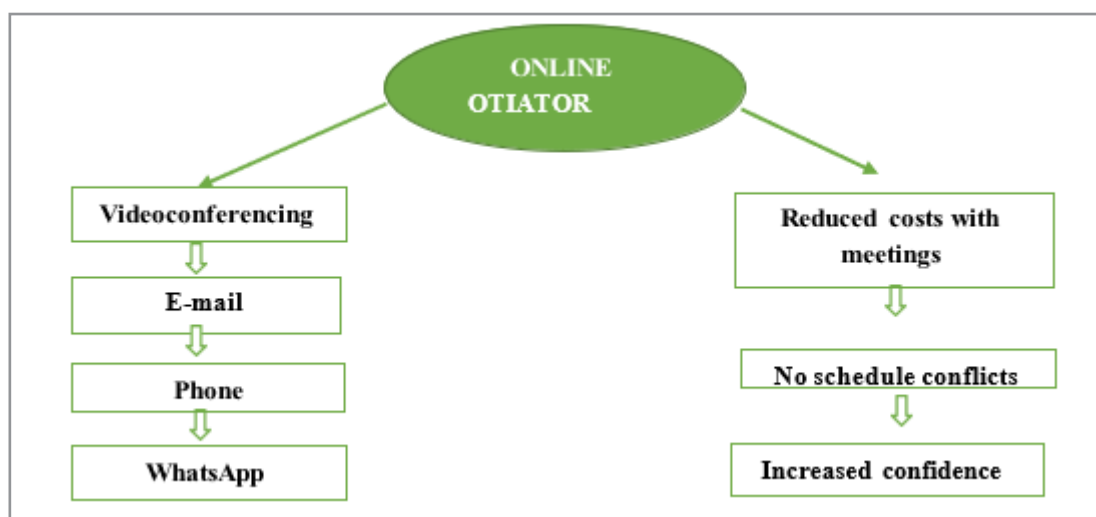 ONLINE
OTIATOR
Videoconferencing
E-mail
Phone
WhatsApp
Reduced costs with
meetings
No schedule conflicts
Increased confidence